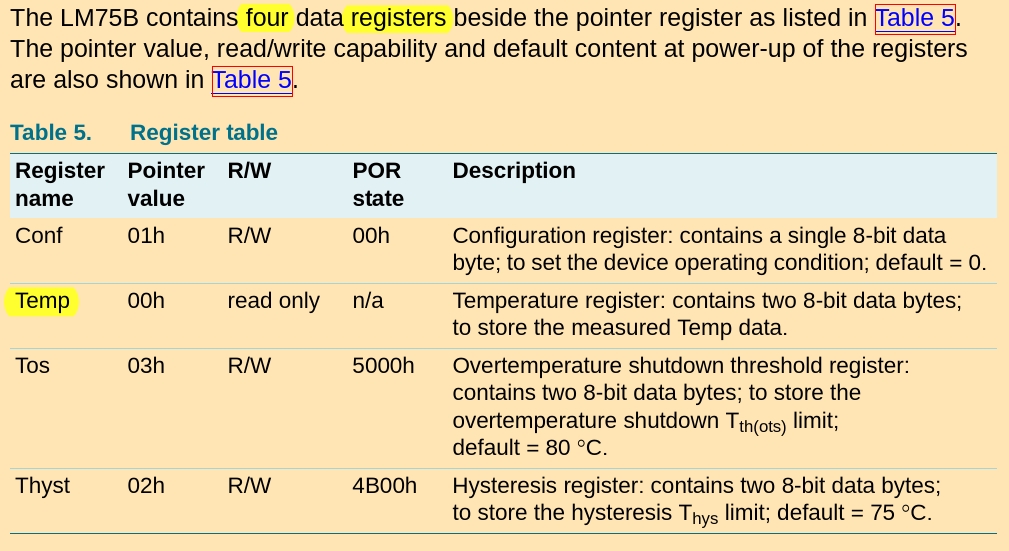 The LM75B contains four data registers beside the pointer register as listed in Table 5.
The pointer value, read/write capability and default content at power-up of the registers
are also shown in Table 5.
Table 5. Register table
Register name Pointer value R/W POR state Description
Conf 01h R/W 00h Configuration register: contains a single 8-bit data
byte; to set the device operating condition; default = 0.
Temp 00h read only n/a Temperature register: contains two 8-bit data bytes;
to store the measured Temp data.
Tos 03h R/W 5000h Overtemperature shutdown threshold register:
contains two 8-bit data bytes; to store the
overtemperature shutdown Tth(ots) limit;
default = 80 °C.
Thyst 02h R/W 4B00h Hysteresis register: contains two 8-bit data bytes;
to store the hysteresis Thys limit; default = 75 °C.